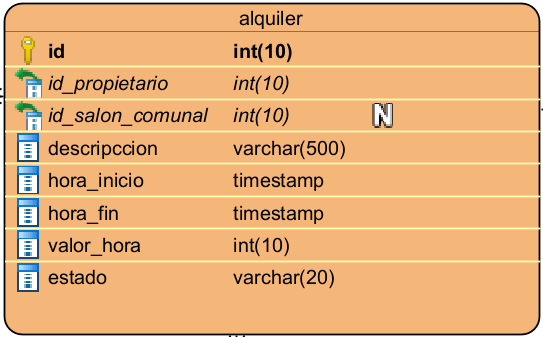 alquiler
id int(10)
id_propietario int(10)
id_salon_comunal int(10) N
descripccion varchar(500)
hora_inicio timestamp
hora_fin timestamp
valor_hora int(10)
estado varchar(20)